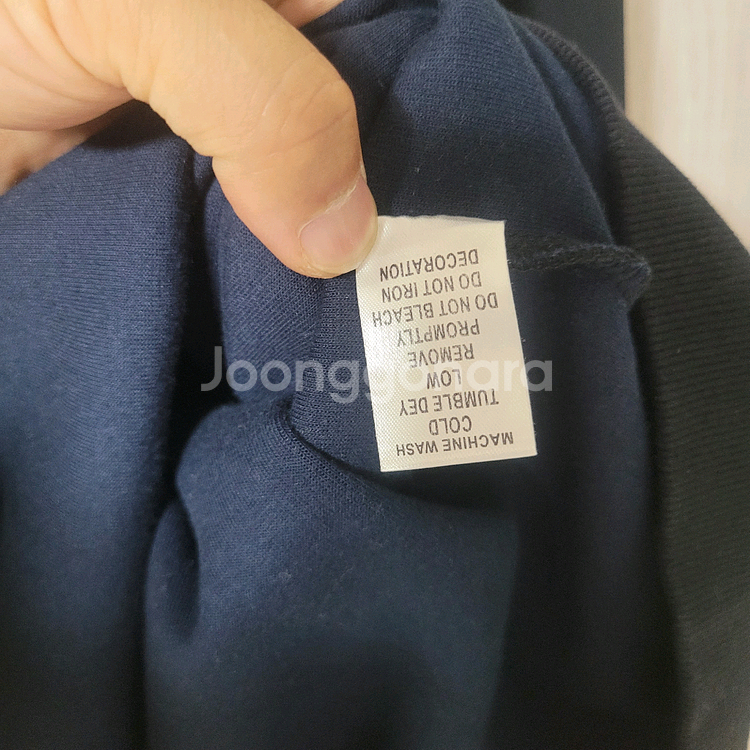 MACHINE WASH
COLD
TUMBLE DEY
LOW
REMOVE
PROMPTLY
DO NOT BLEACH
DO NOT IRON
DECORATION
Joonggonara